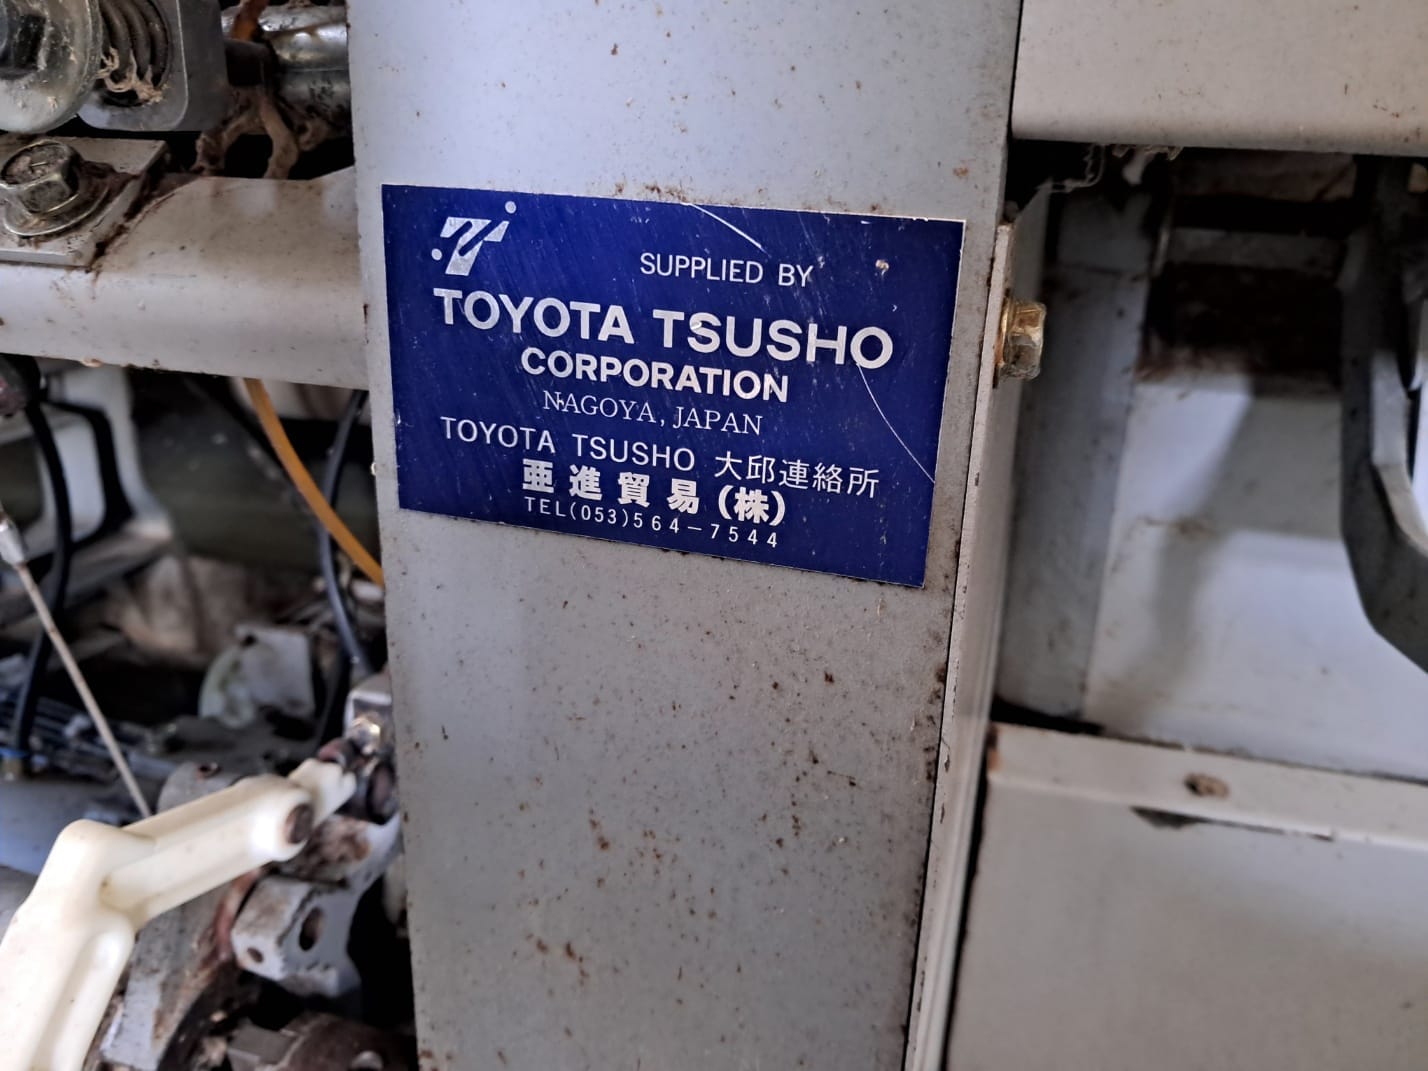 SUPPLIED BY
TOYOTA TSUSHO
CORPORATION
NAGOYA, JAPAN
TOYOTA TSUSHO 大邱連絡所
亜進貿易(株)
TEL(053)564-7544